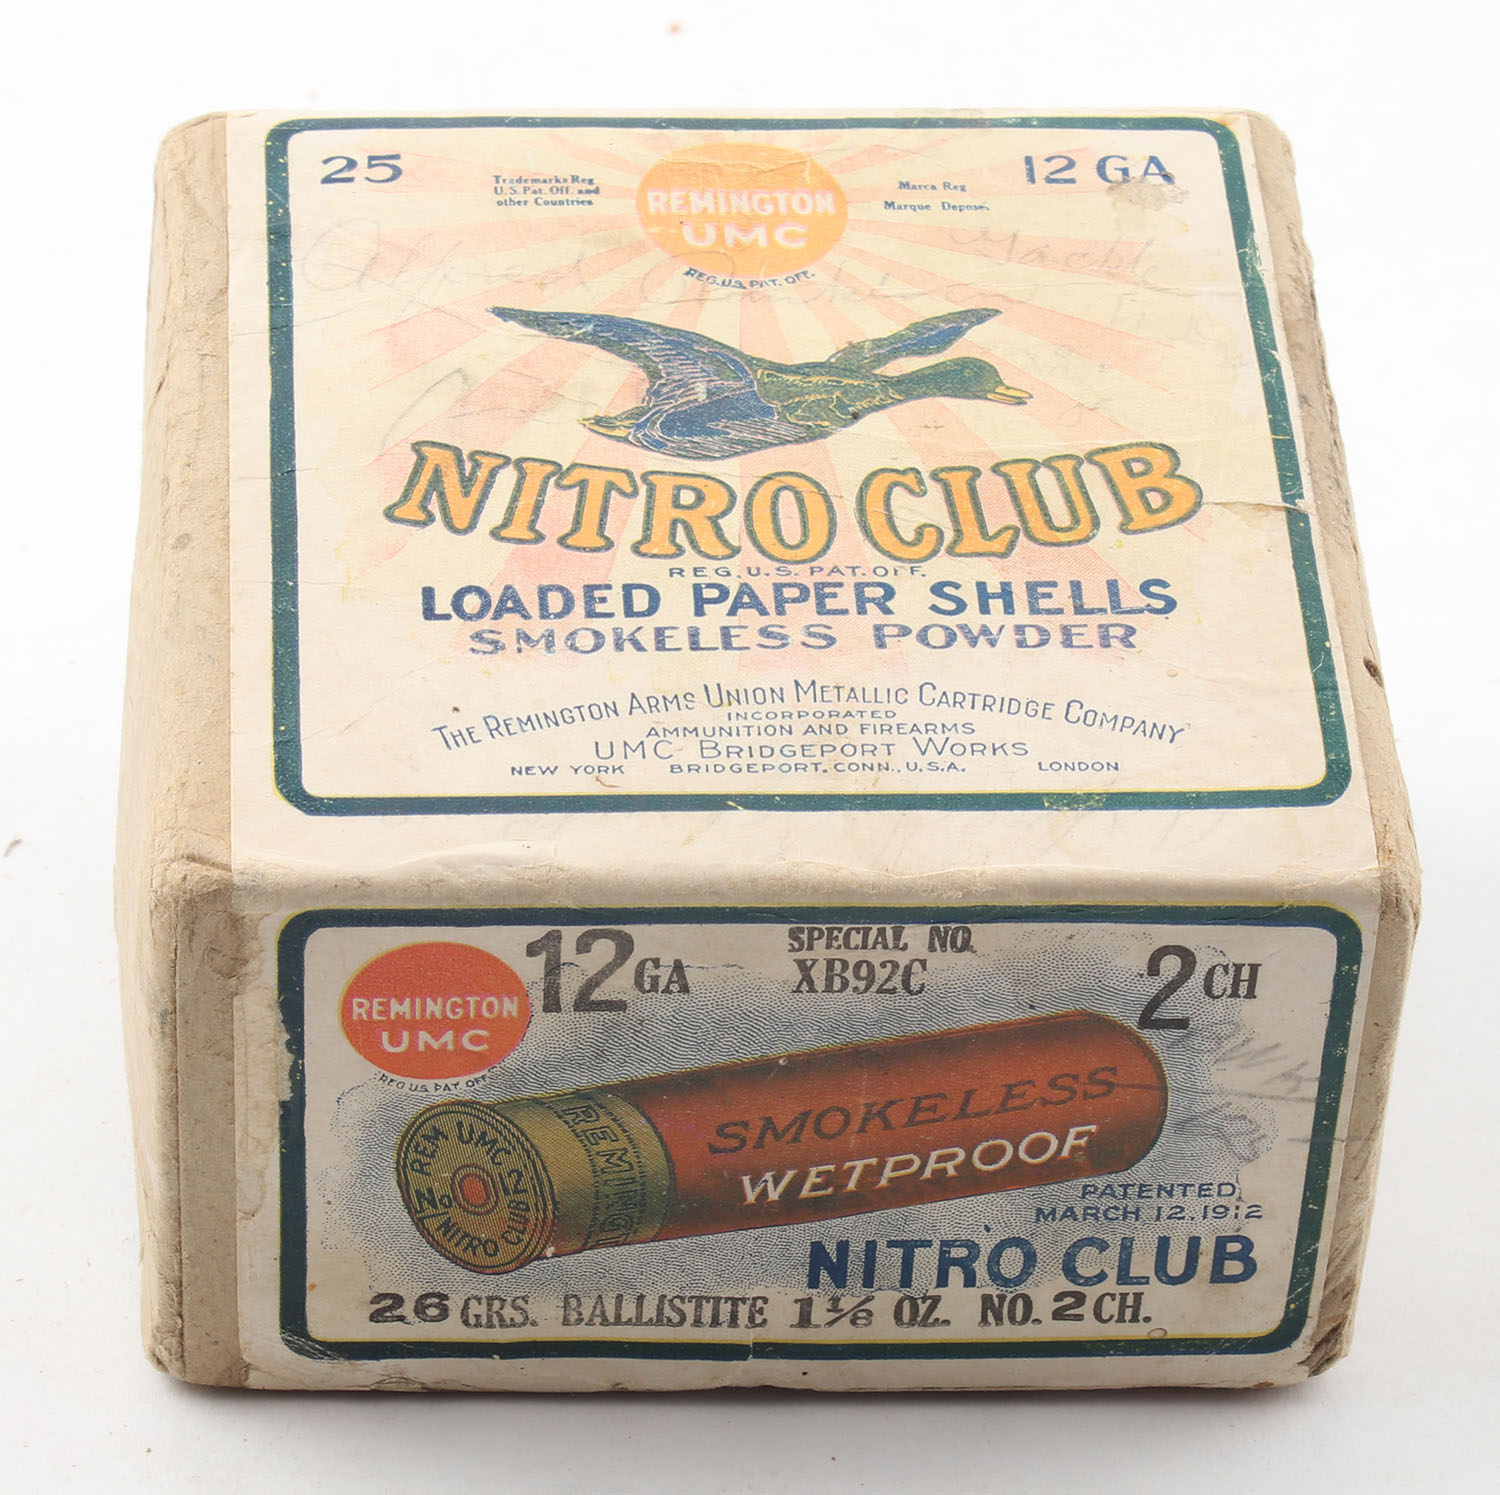 25
Trademarks Reg
U.S. Pat. Off. and
other Countries
REMINGTON
UMC
REG. U.S. PAT. OFF.
Marca Reg
Marque Depose.
12 GA
Alfred
NITRO CLUB
REG. U.S. PAT. OFF.
LOADED PAPER SHELLS
SMOKELESS POWDER
THE REMINGTON ARMS UNION METALLIC CARTRIDGE COMPANY
INCORPORATED
AMMUNITION AND FIREARMS
UMC BRIDGEPORT WORKS
NEW YORK BRIDGEPORT, CONN., U.S.A. LONDON
REMINGTON
UMC
REG U.S. PAT. OFF.
12 GA
SPECIAL NO.
XB92C
2 CH
REM UMC 12
No No
NITRO CLUB
REMINGT
SMOKELESS
WETPROOF
PATENTED
MARCH 12, 1912
NITRO CLUB
26 GRS. BALLISTITE 1 1/8 OZ. NO. 2 CH.